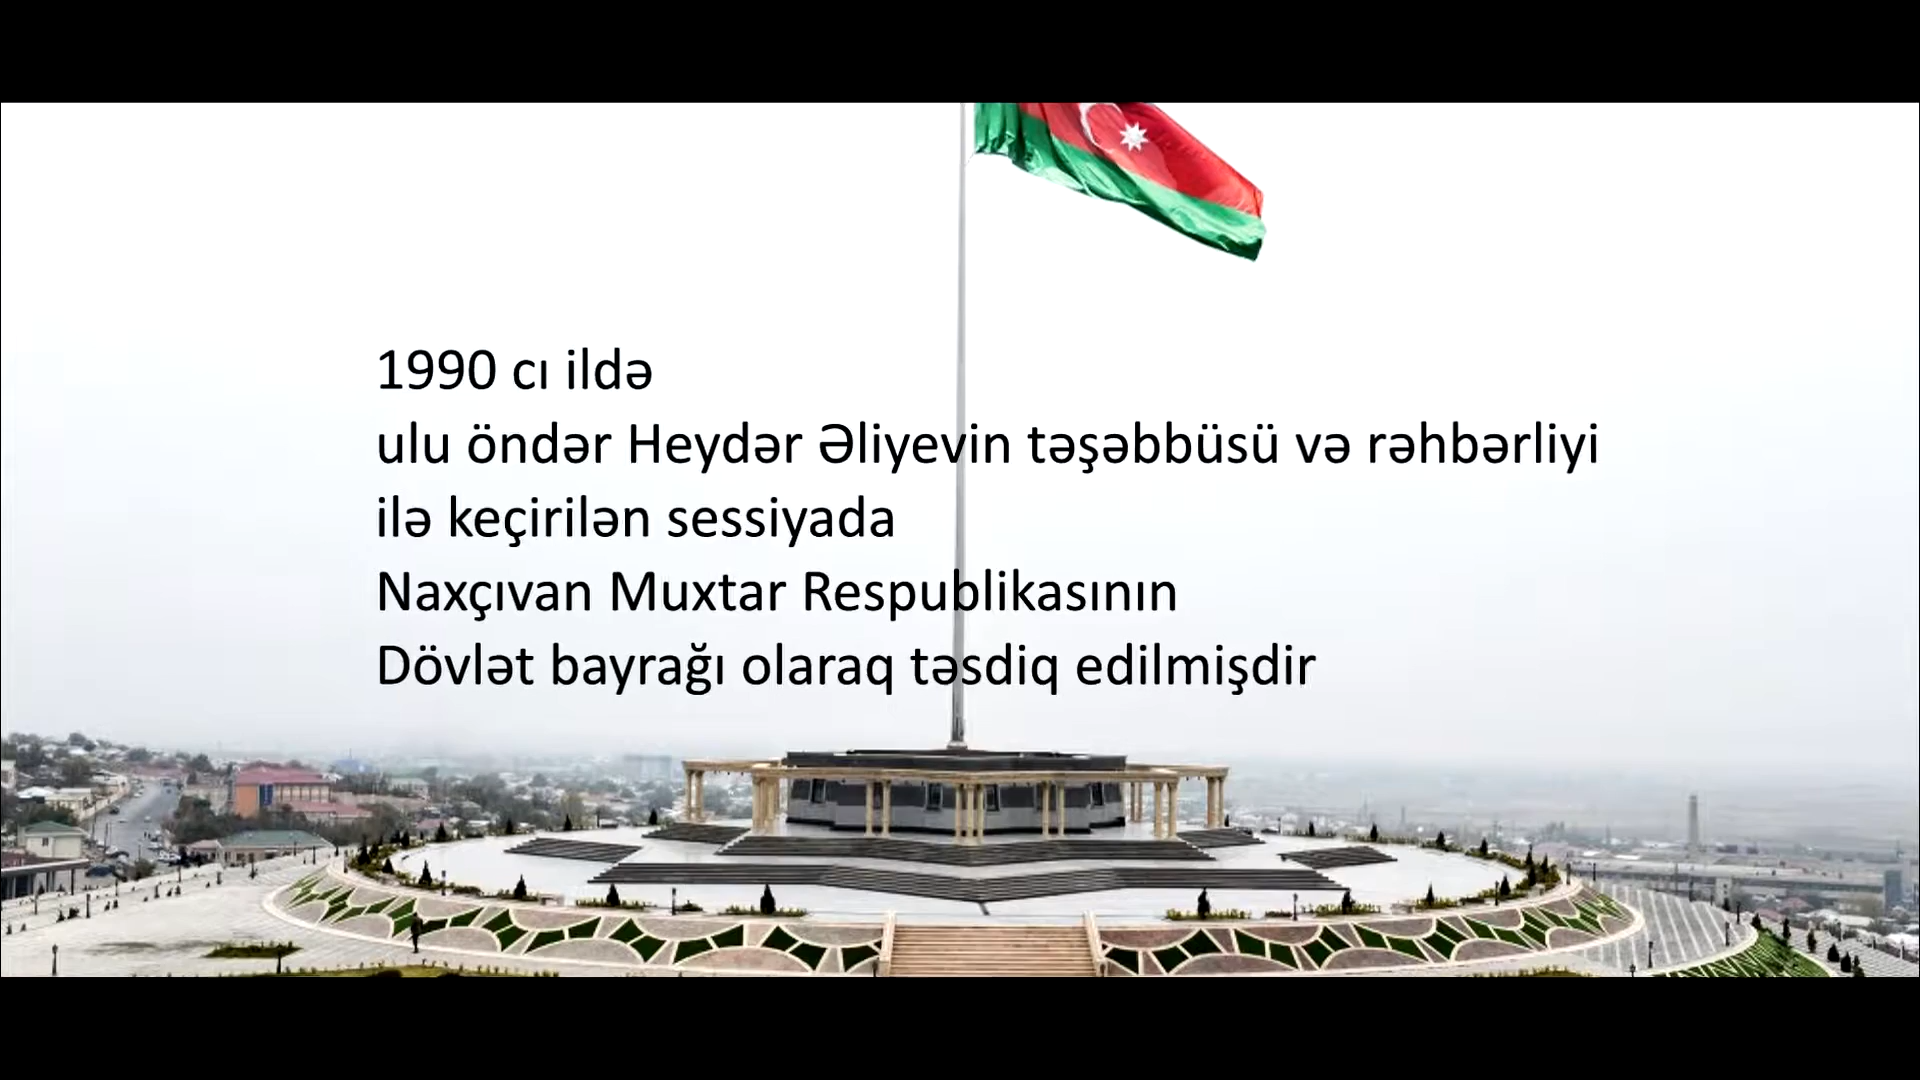 1990 cı ildə
ulu öndər Heydər Əliyevin təşəbbüsü və rəhbərliyi
ilə keçirilən sessiyada
Naxçıvan Muxtar Respublikasının
Dövlət bayrağı olaraq təsdiq edilmişdir